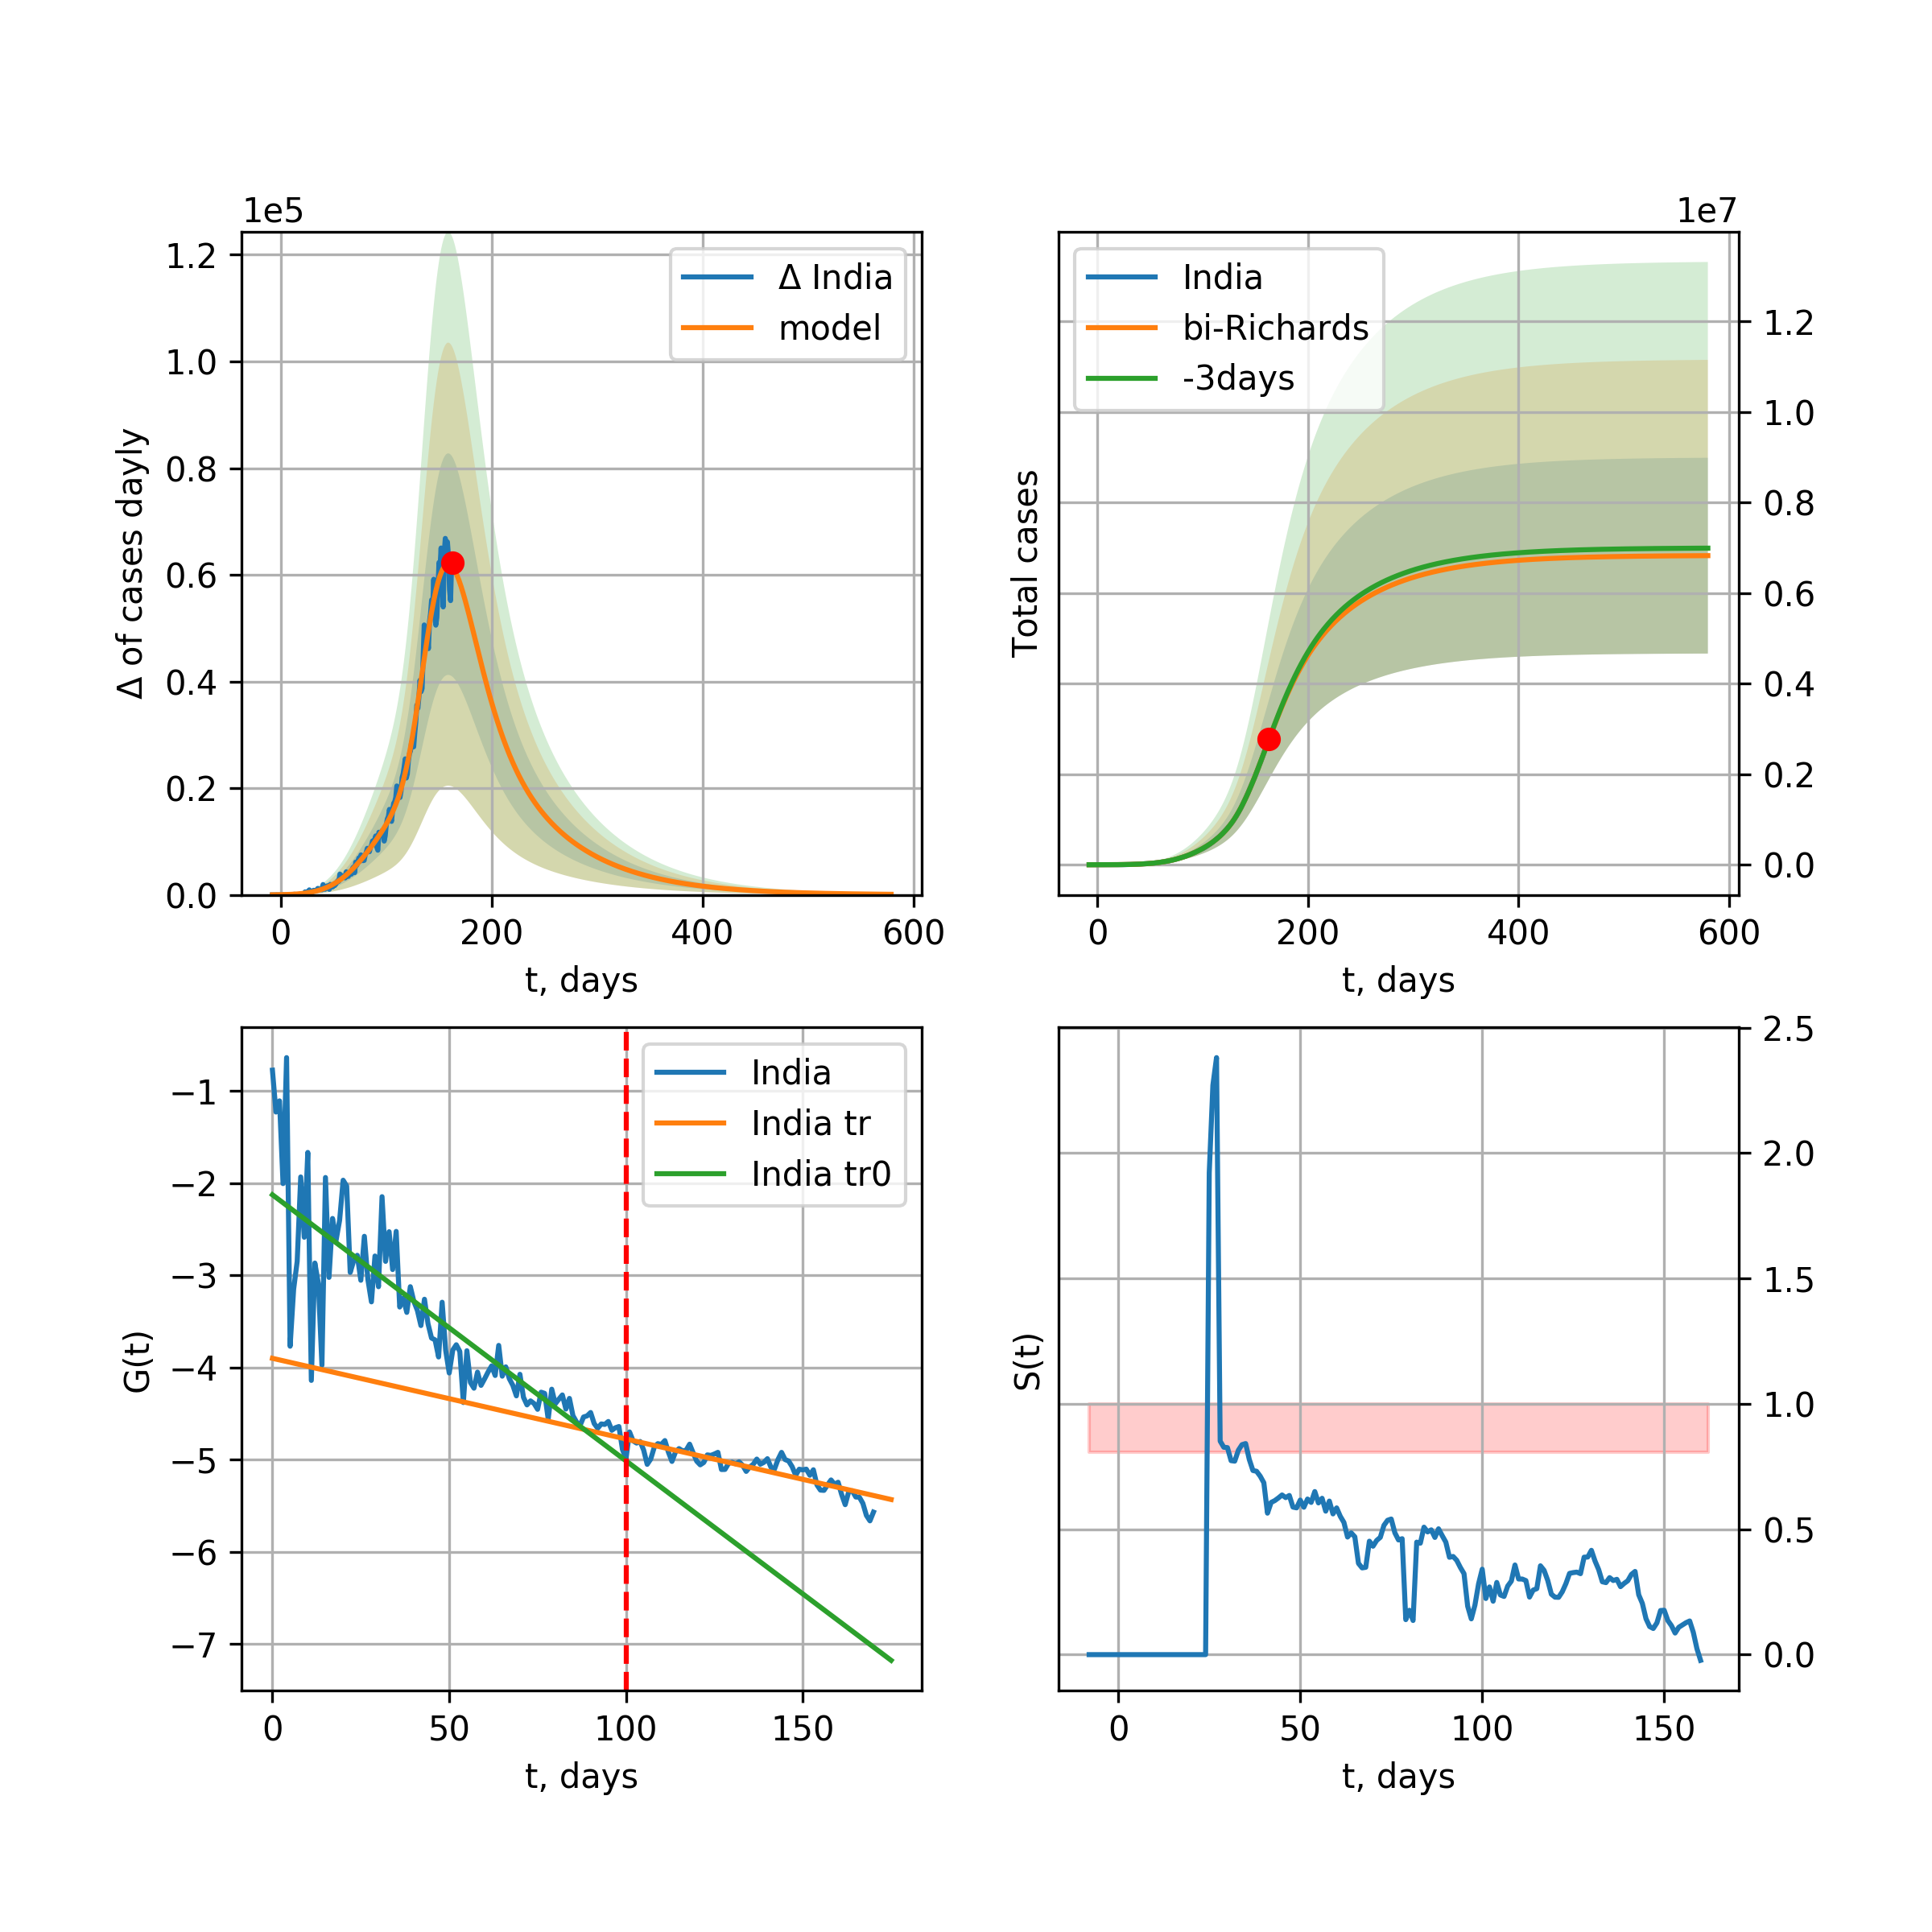 1e5
Δ of cases dayly
1.2
1.0
0.8
0.6
0.4
0.2
0.0
Δ India
model
0 200 400 600
t, days
1e7
Total cases
India
bi-Richards
-3days
1.2
1.0
0.8
0.6
0.4
0.2
0.0
0 200 400 600
t, days
G(t)
−1
−2
−3
−4
−5
−6
−7
India
India tr
India tr0
0 50 100 150
t, days
S(t)
2.5
2.0
1.5
1.0
0.5
0.0
0 50 100 150
t, days